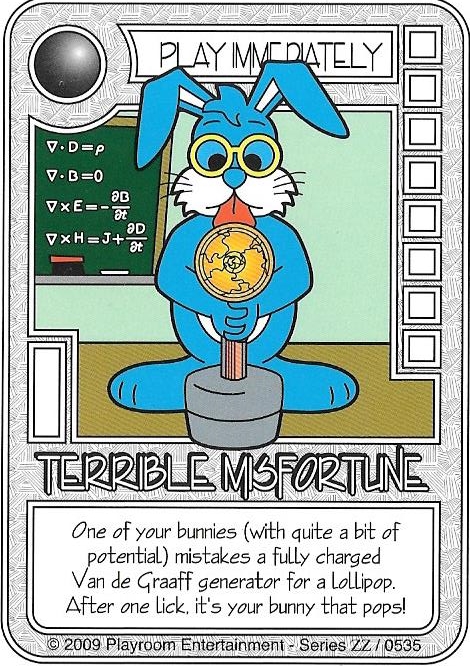 PLAY IMMEDIATELY
∇·D=ρ
∇·B=0
∇×E=-∂B/∂t
∇×H=J+∂D/∂t
TERRIBLE MISFORTUNE
One of your bunnies (with quite a bit of
potential) mistakes a fully charged
Van de Graaff generator for a lollipop.
After one lick, it's your bunny that pops!
© 2009 Playroom Entertainment - Series ZZ / 0535